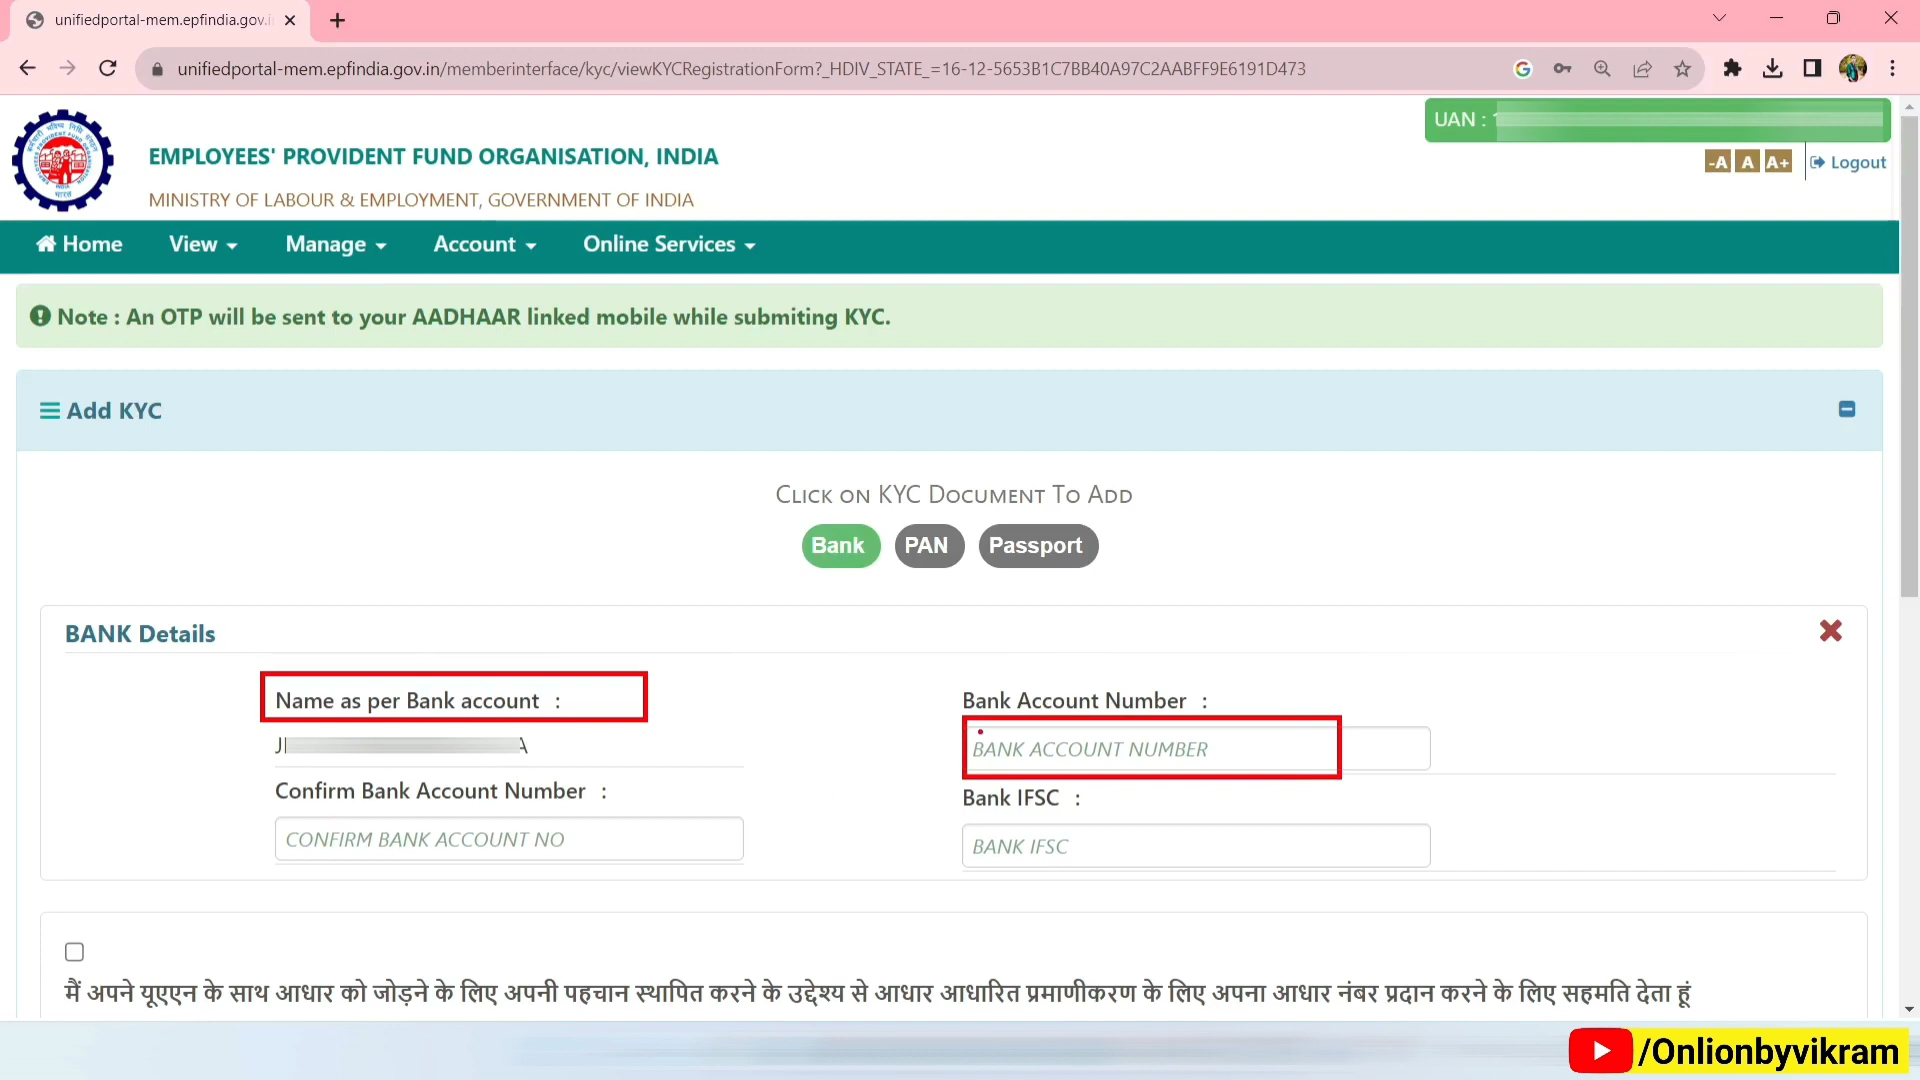 unifiedportal-mem.epfindia.gov.i
unifiedportal-mem.epfindia.gov.in/memberinterface/kyc/viewKYCRegistrationForm?_HDIV_STATE_=16-12-5653B1C7BB40A97C2AABFF9E6191D473
UAN :
EMPLOYEES' PROVIDENT FUND ORGANISATION, INDIA
-A A A+ Logout
MINISTRY OF LABOUR & EMPLOYMENT, GOVERNMENT OF INDIA
Home View Manage Account Online Services
Note : An OTP will be sent to your AADHAAR linked mobile while submiting KYC.
Add KYC
CLICK ON KYC DOCUMENT TO ADD
Bank PAN Passport
BANK Details
Name as per Bank account :
Bank Account Number :
BANK ACCOUNT NUMBER
Confirm Bank Account Number :
Bank IFSC :
CONFIRM BANK ACCOUNT NO
BANK IFSC
मैं अपने यूएएन के साथ आधार को जोड़ने के लिए अपनी पहचान स्थापित करने के उद्देश्य से आधार आधारित प्रमाणीकरण के लिए अपना आधार नंबर प्रदान करने के लिए सहमति देता हूं
/Onlionbyvikram